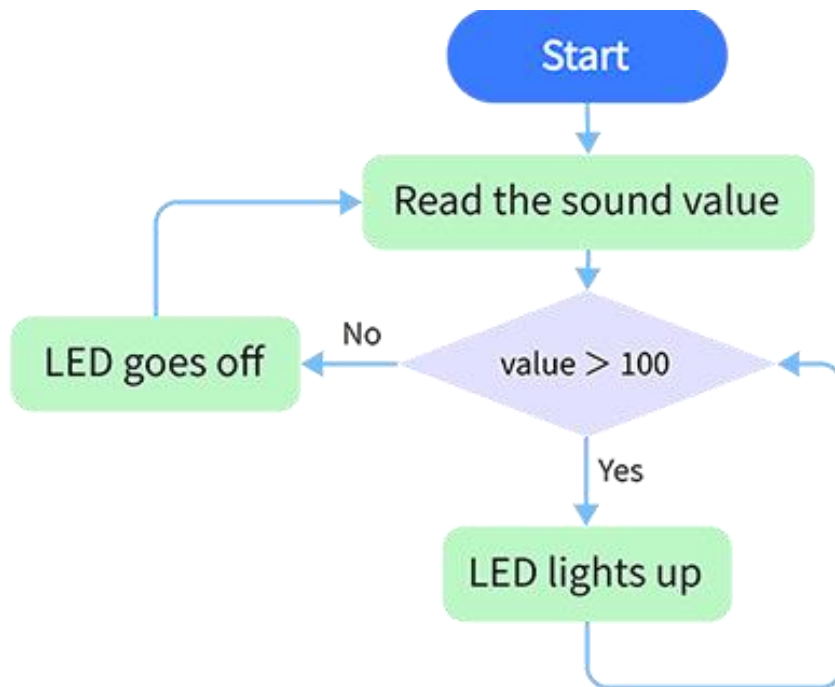 Start
Read the sound value
No
LED goes off
value > 100
Yes
LED lights up